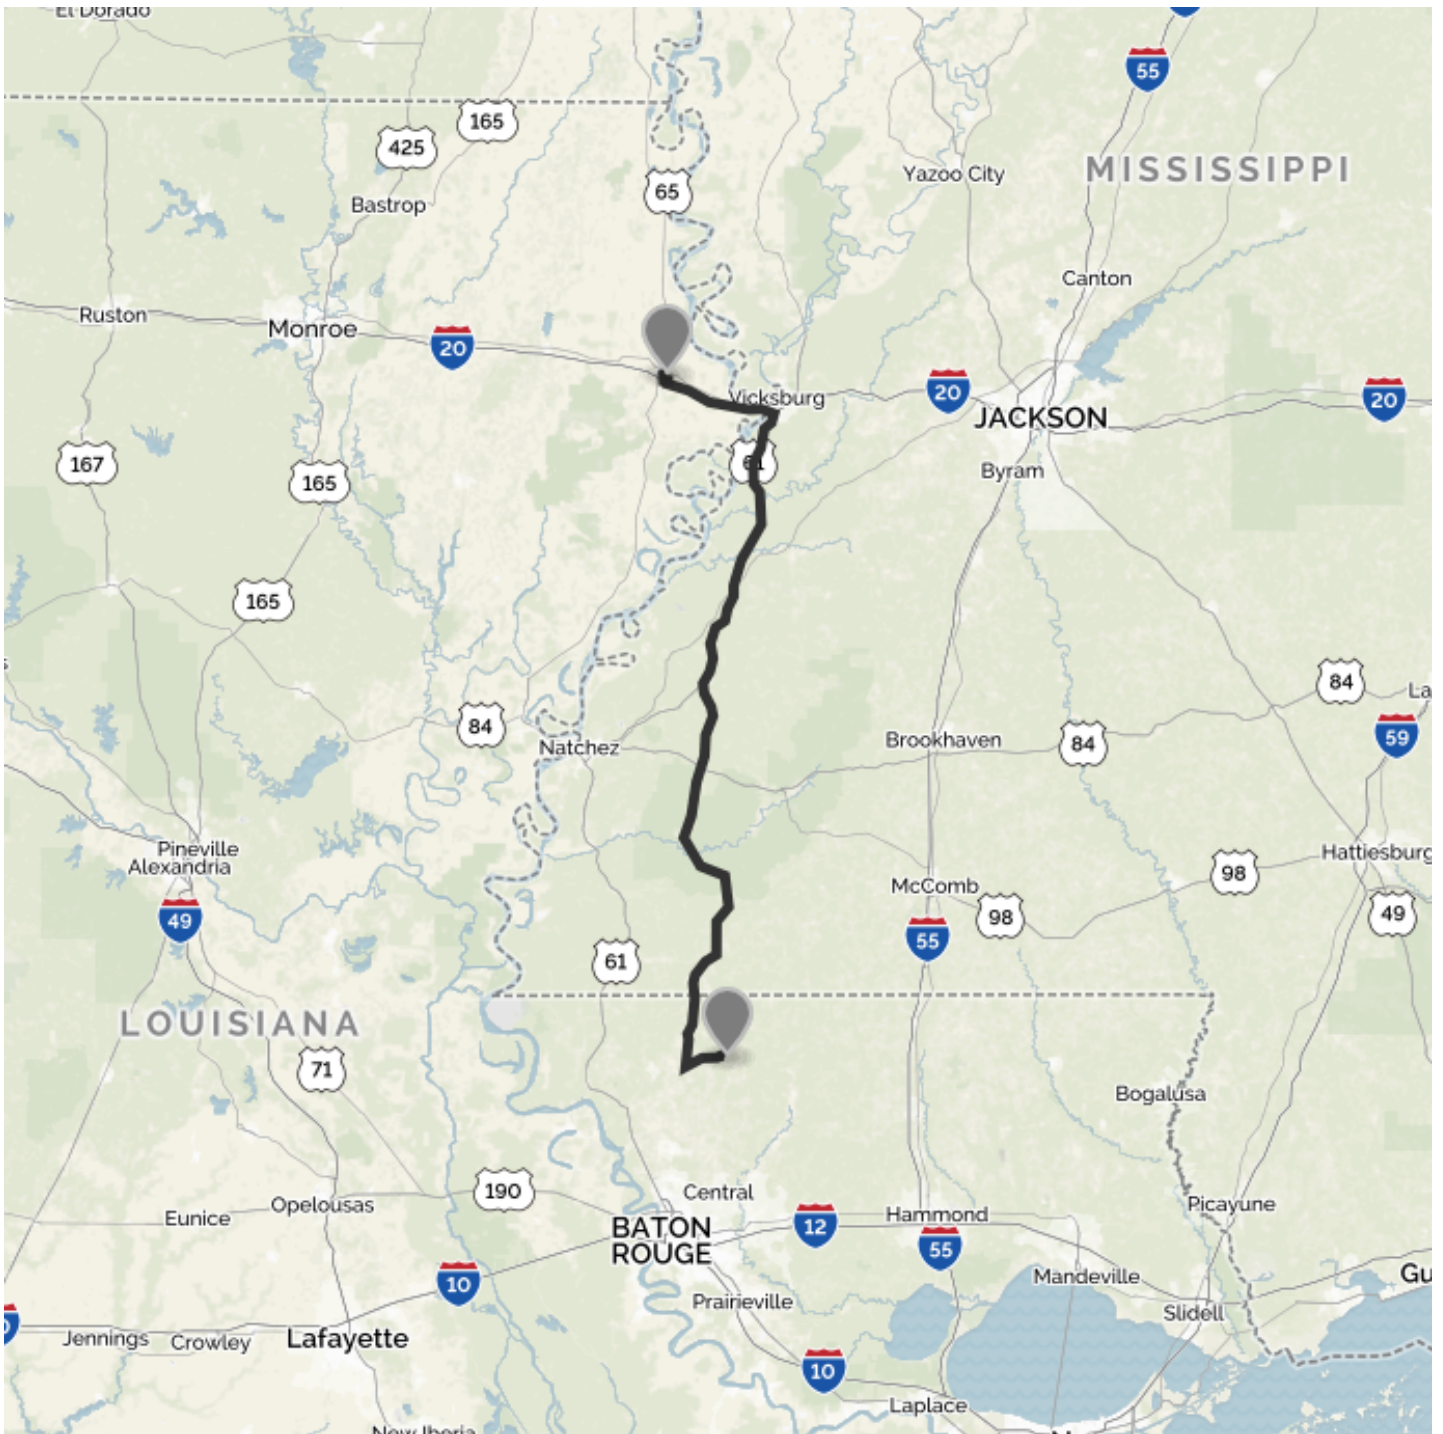 El Dorado
55
165
425
MISSISSIPPI
Yazoo City
65
Bastrop
Canton
Ruston
Monroe
20
Vicksburg
20
20
JACKSON
61
167
Byram
165
165
84
84
Natchez
Brookhaven
84
59
Pineville
Alexandria
Hattiesburg
98
McComb
98
49
49
55
61
LOUISIANA
71
Bogalusa
190
Central
Opelousas
Eunice
Picayune
BATON
ROUGE
12
Hammond
55
10
Mandeville
Gu
Prairieville
Slidell
Jennings
Crowley
Lafayette
10
Laplace
New Iberia